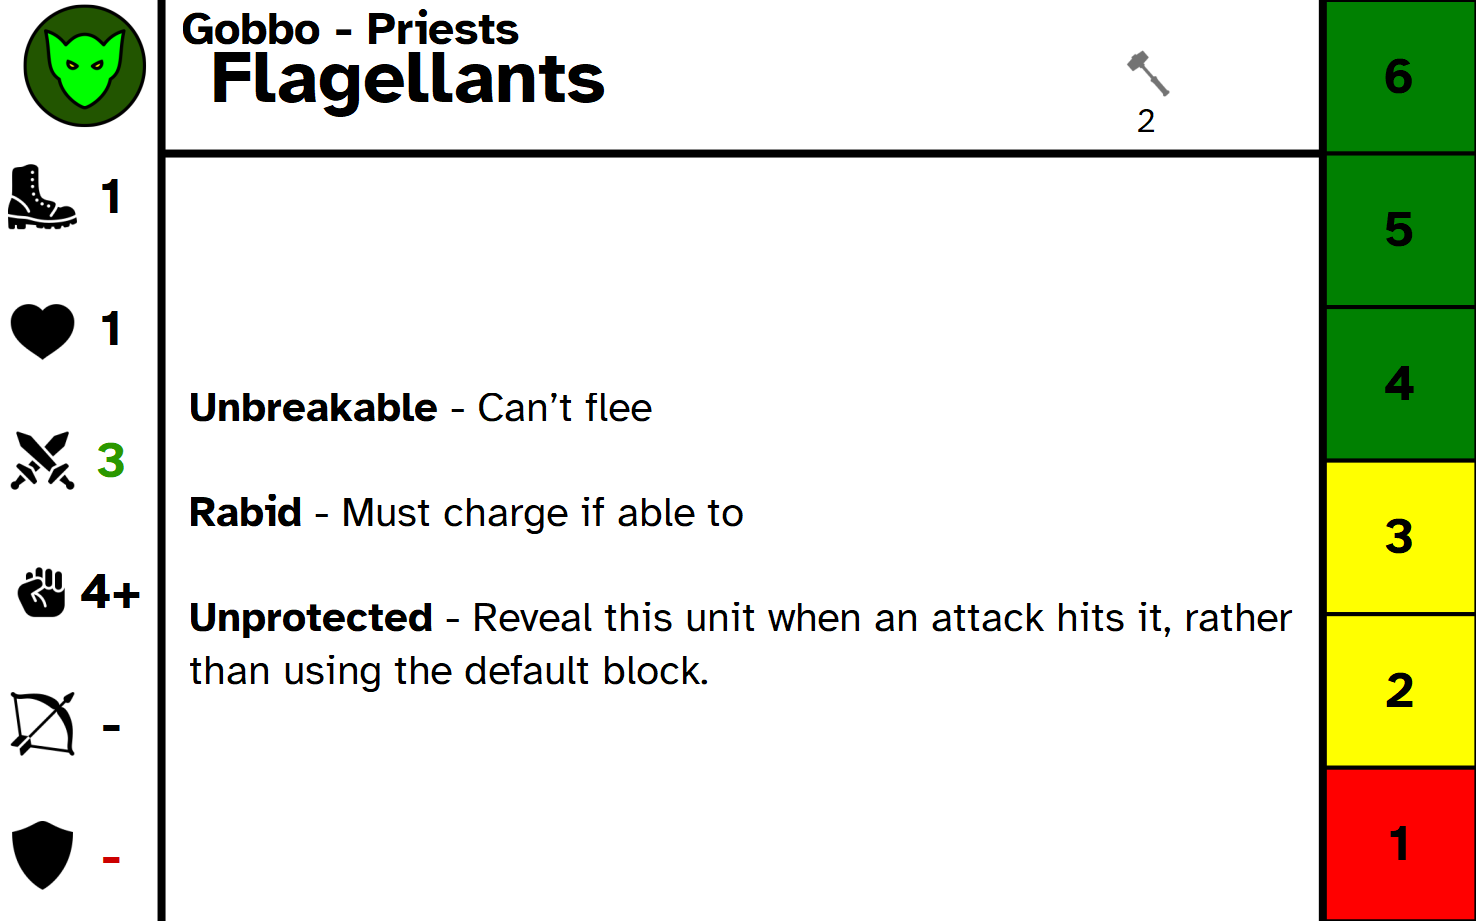 Gobbo - Priests
Flagellants
2
1
1
3
4+
-
-
Unbreakable - Can’t flee
Rabid - Must charge if able to
Unprotected - Reveal this unit when an attack hits it, rather
than using the default block.
6
5
4
3
2
1